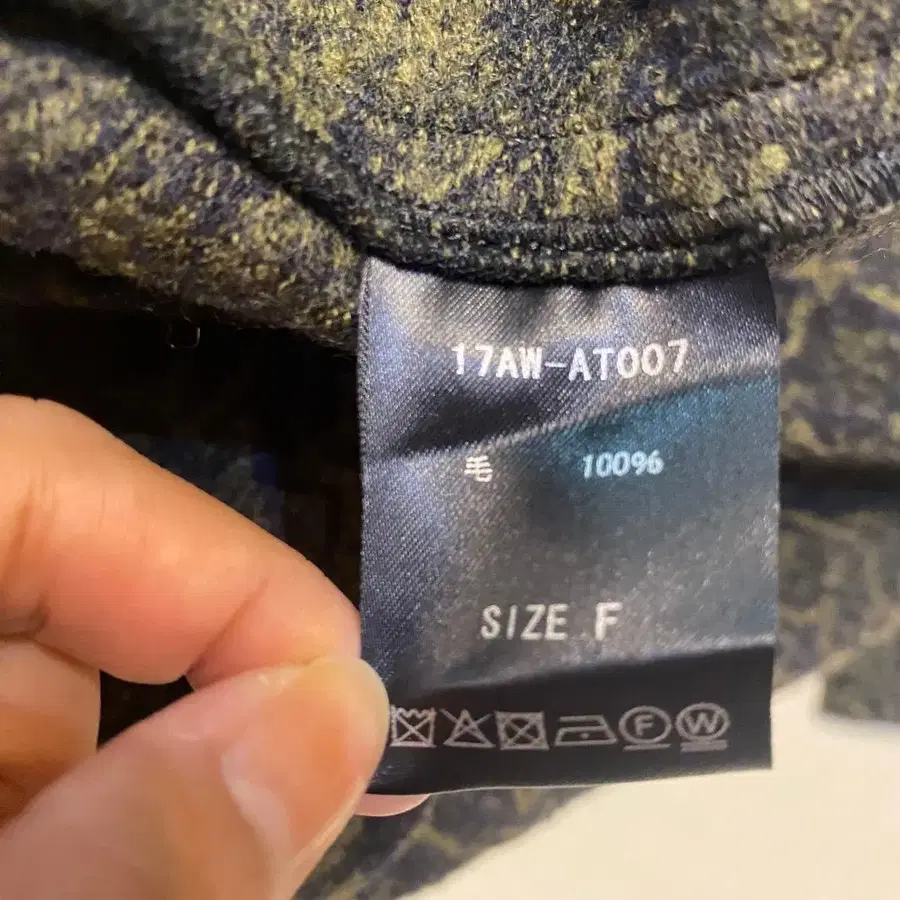 17AW-AT007
毛 100%
SIZE F
F W